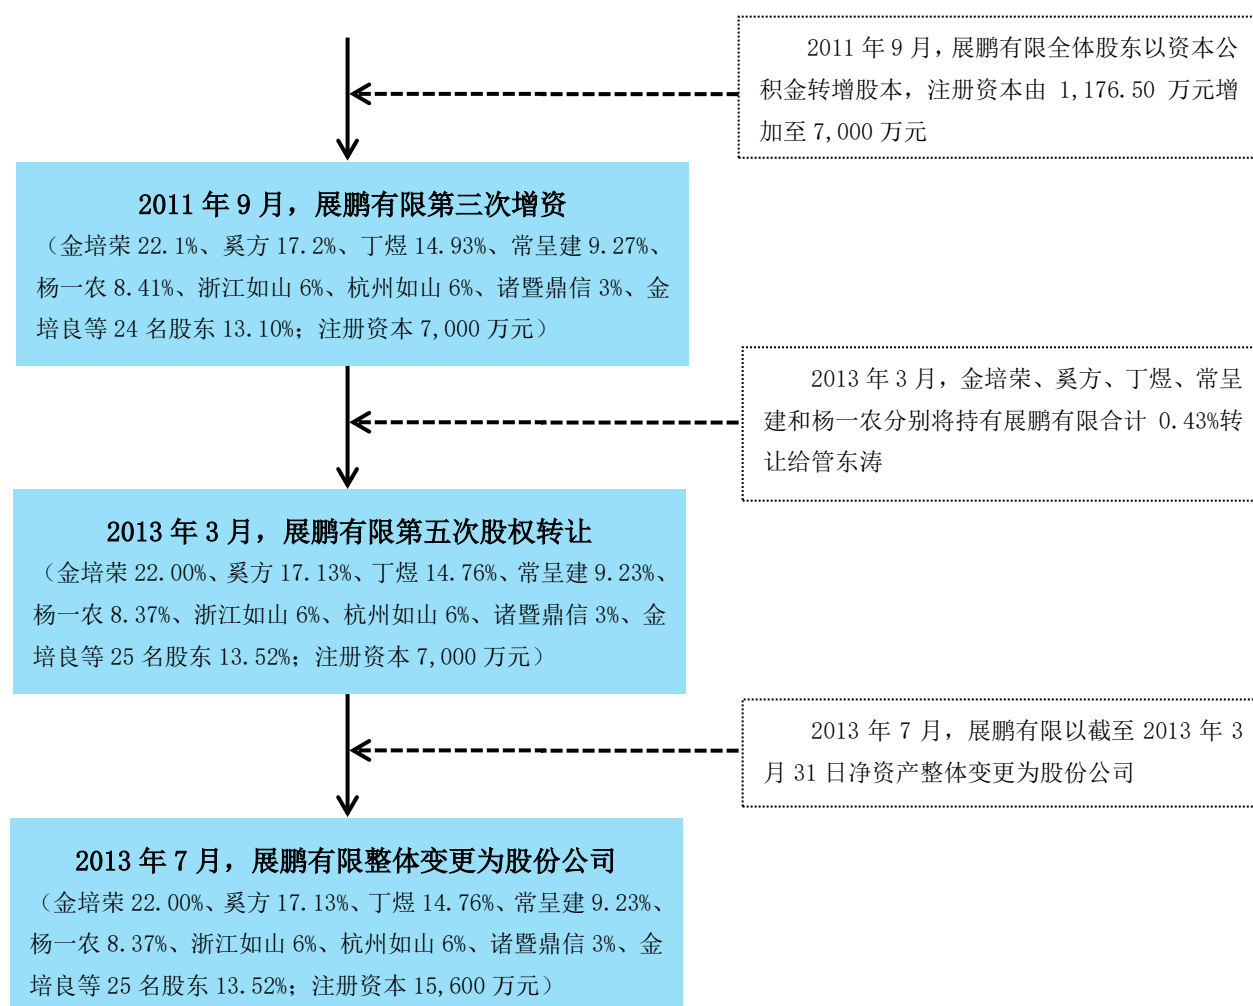 2011 年 9 月，展鹏有限全体股东以资本公
积金转增股本，注册资本由 1,176.50 万元增
加至 7,000 万元
2011 年 9 月，展鹏有限第三次增资
（金培荣 22.1%、奚方 17.2%、丁煜 14.93%、常呈建 9.27%、
杨一农 8.41%、浙江如山 6%、杭州如山 6%、诸暨鼎信 3%、金
培良等 24 名股东 13.10%；注册资本 7,000 万元）
2013 年 3 月，金培荣、奚方、丁煜、常呈
建和杨一农分别将持有展鹏有限合计 0.43%转
让给管东涛
2013 年 3 月，展鹏有限第五次股权转让
（金培荣 22.00%、奚方 17.13%、丁煜 14.76%、常呈建 9.23%、
杨一农 8.37%、浙江如山 6%、杭州如山 6%、诸暨鼎信 3%、金
培良等 25 名股东 13.52%；注册资本 7,000 万元）
2013 年 7 月，展鹏有限以截至 2013 年 3
月 31 日净资产整体变更为股份公司
2013 年 7 月，展鹏有限整体变更为股份公司
（金培荣 22.00%、奚方 17.13%、丁煜 14.76%、常呈建 9.23%、
杨一农 8.37%、浙江如山 6%、杭州如山 6%、诸暨鼎信 3%、金
培良等 25 名股东 13.52%；注册资本 15,600 万元）